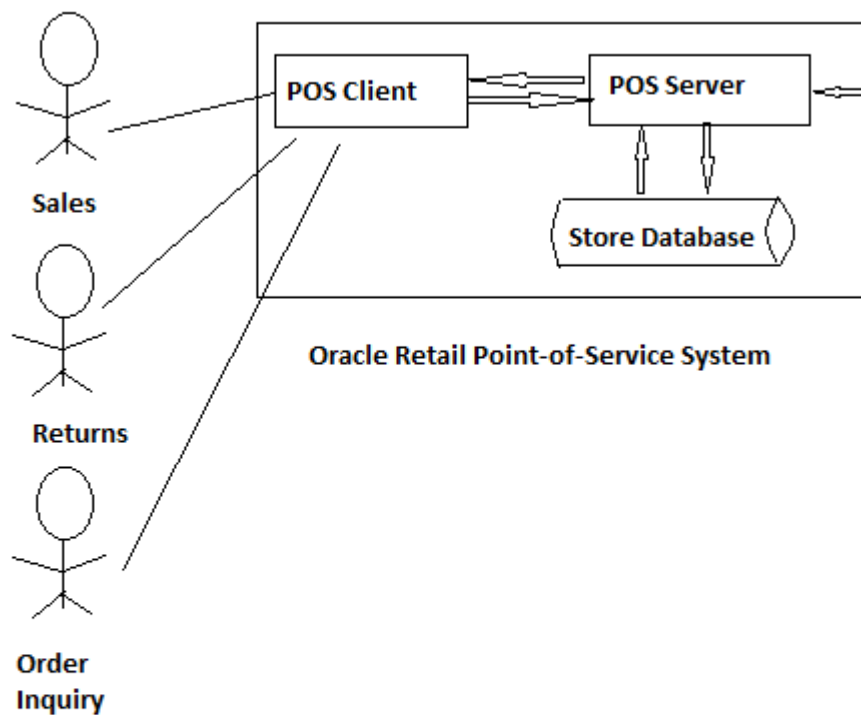 POS Client
POS Server
Sales
Store Database
Oracle Retail Point-of-Service System
Returns
Order
Inquiry